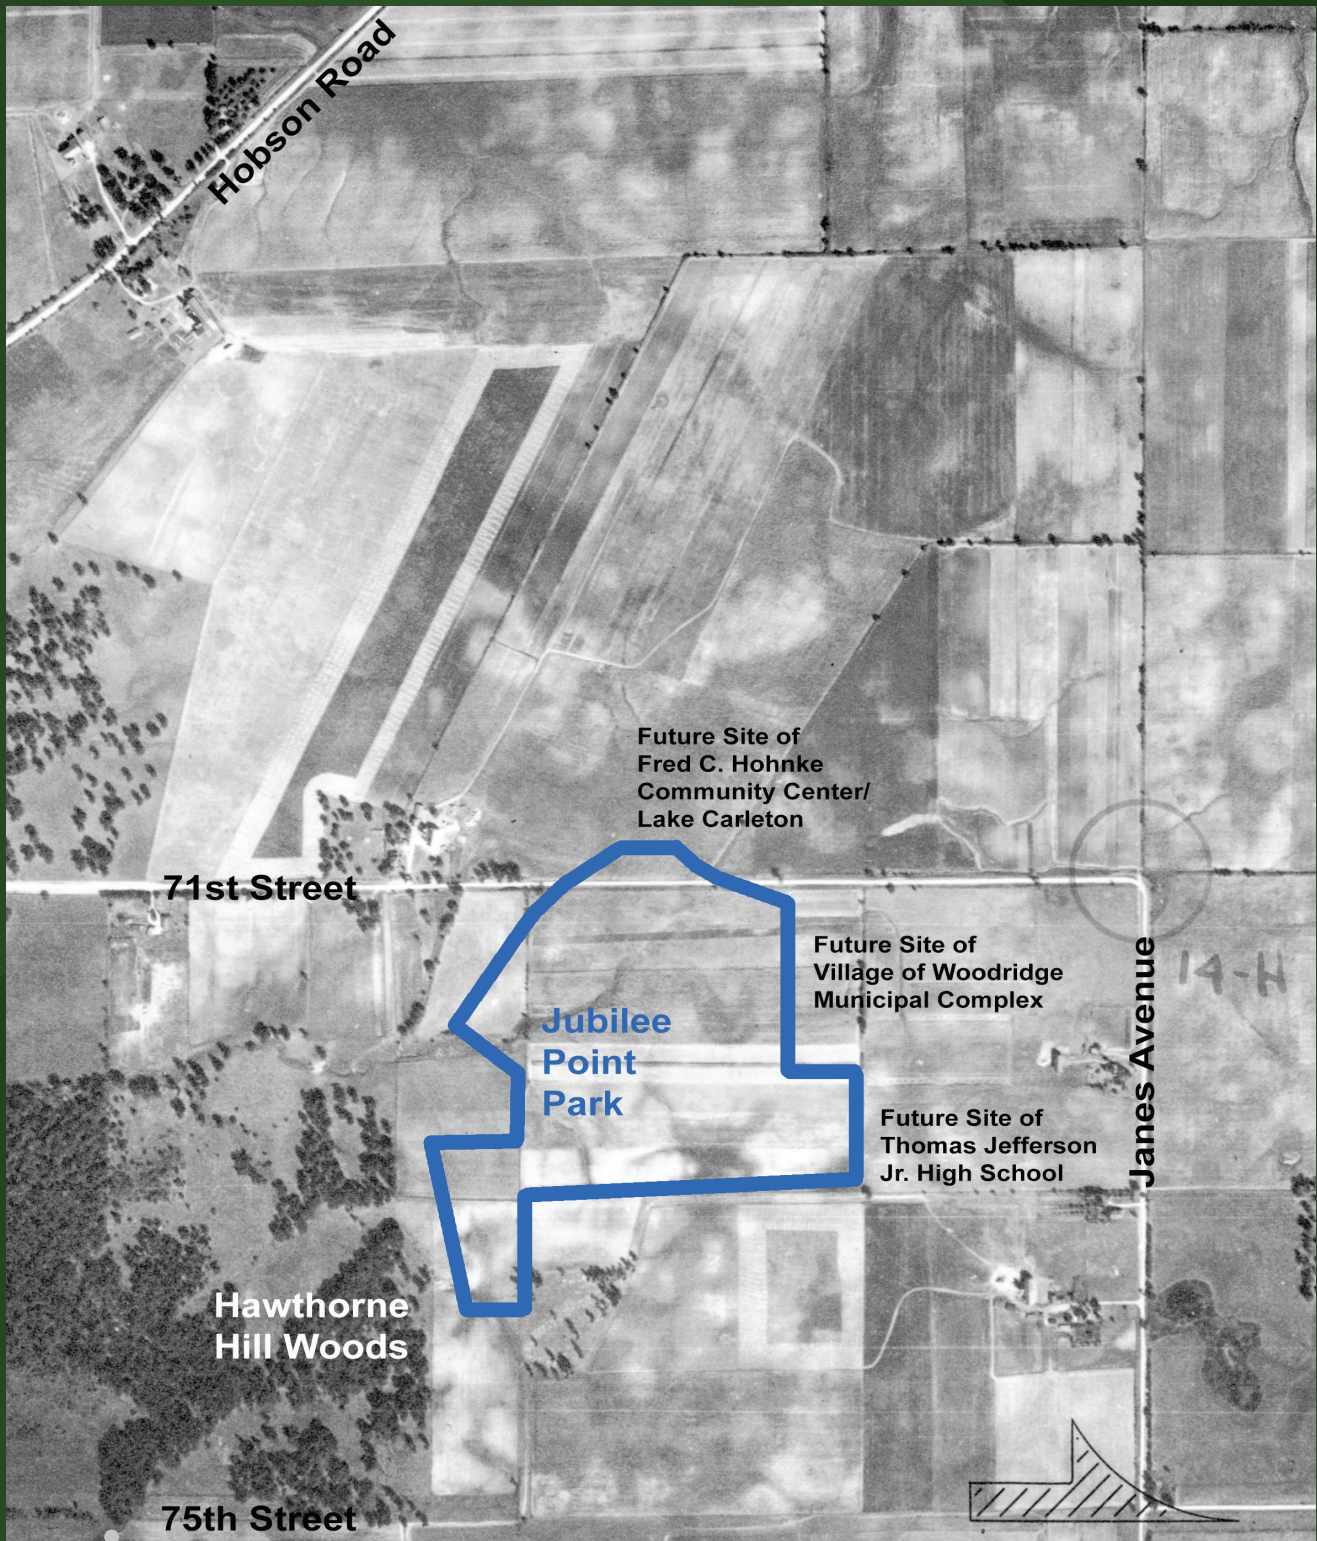 Hobson Road
Future Site of
Fred C. Hohnke
Community Center/
Lake Carleton
71st Street
Future Site of
Village of Woodridge
Municipal Complex
14-H
Janes Avenue
Jubilee
Point
Park
Future Site of
Thomas Jefferson
Jr. High School
Hawthorne
Hill Woods
75th Street